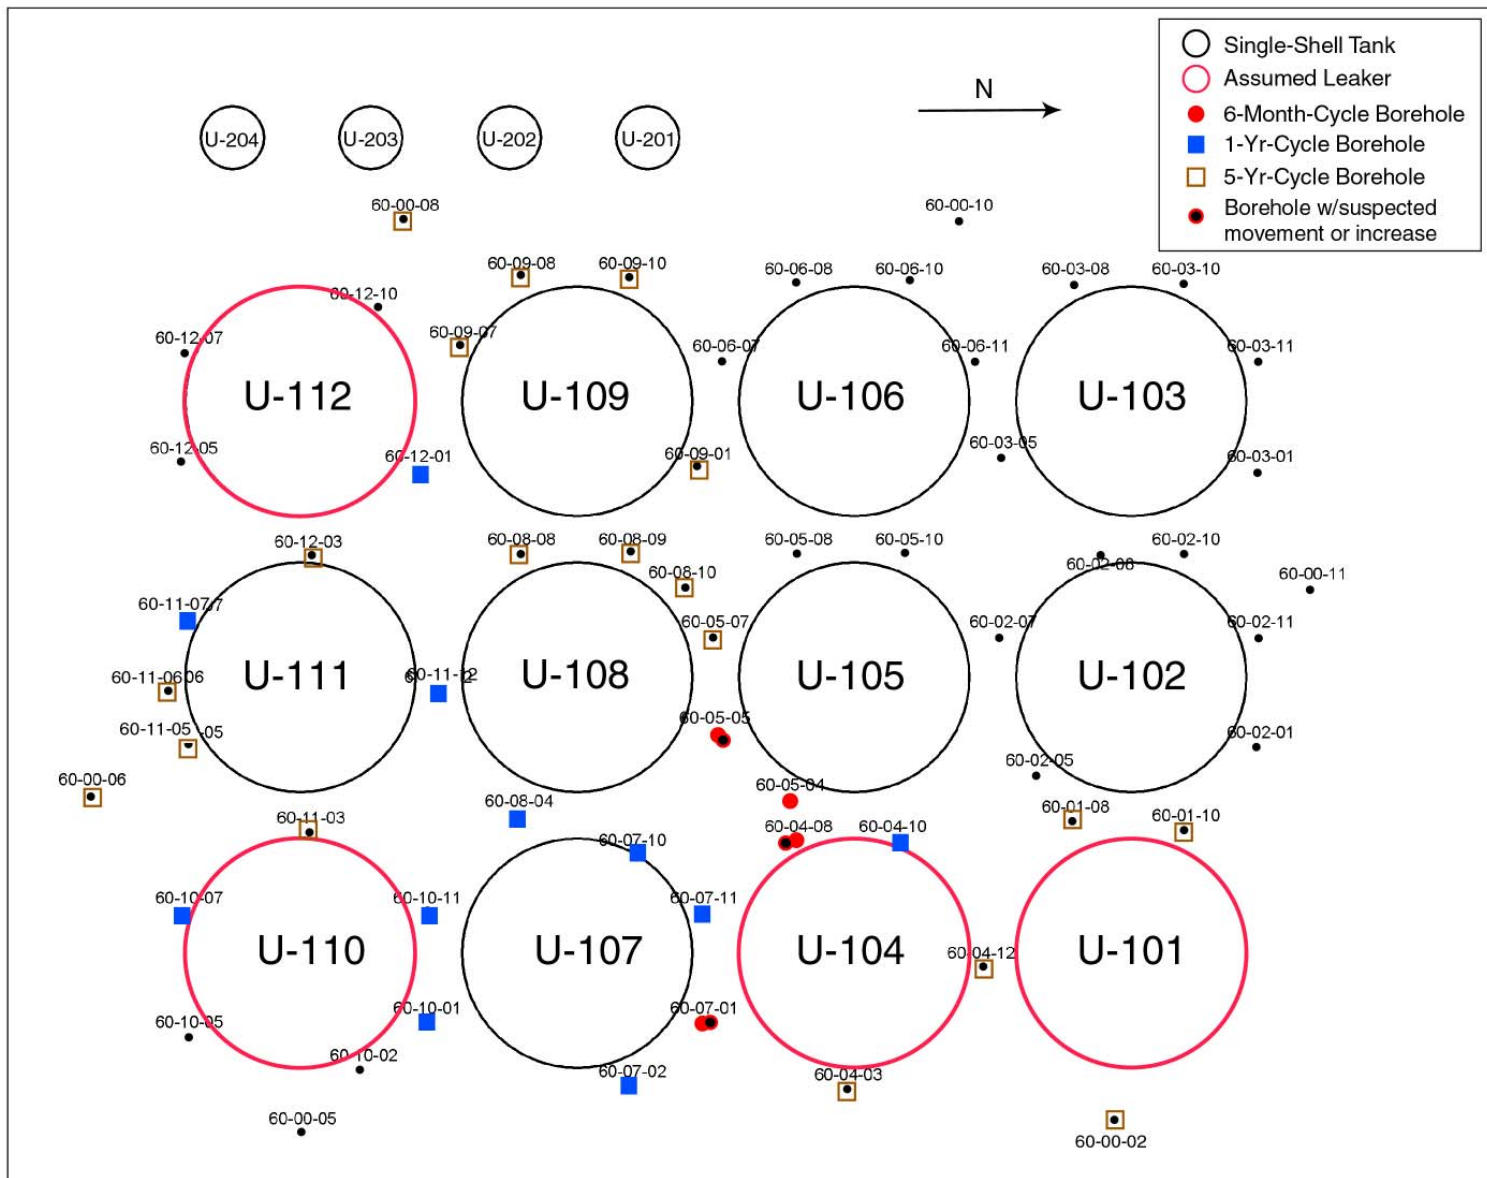 Single-Shell Tank
Assumed Leaker
6-Month-Cycle Borehole
1-Yr-Cycle Borehole
5-Yr-Cycle Borehole
Borehole w/suspected
movement or increase
N
U-204 U-203 U-202 U-201
60-00-08 60-00-10
60-09-08 60-09-10 60-06-08 60-06-10 60-03-08 60-03-10
60-12-10
60-12-07 60-09-07 60-06-07 60-06-11 60-03-11
U-112 U-109 U-106 U-103
60-12-05 60-12-01 60-09-01 60-03-05 60-03-01
60-12-03 60-08-08 60-08-09 60-05-08 60-05-10 60-02-10
60-02-08
60-08-10 60-00-11
60-11-07 60-05-07 60-02-07 60-02-11
U-111 U-108 U-105 U-102
60-11-06 60-11-12
60-11-05 -05 60-05-05 60-02-01
60-00-06 60-05-04 60-02-05
60-11-03 60-08-04 60-04-08 60-04-10 60-01-08 60-01-10
60-07-10
60-10-07 60-10-11 60-07-11
U-110 U-107 U-104 U-101
60-04-12
60-10-05 60-10-01 60-07-01
60-10-02 60-07-02 60-04-03
60-00-05 60-00-02